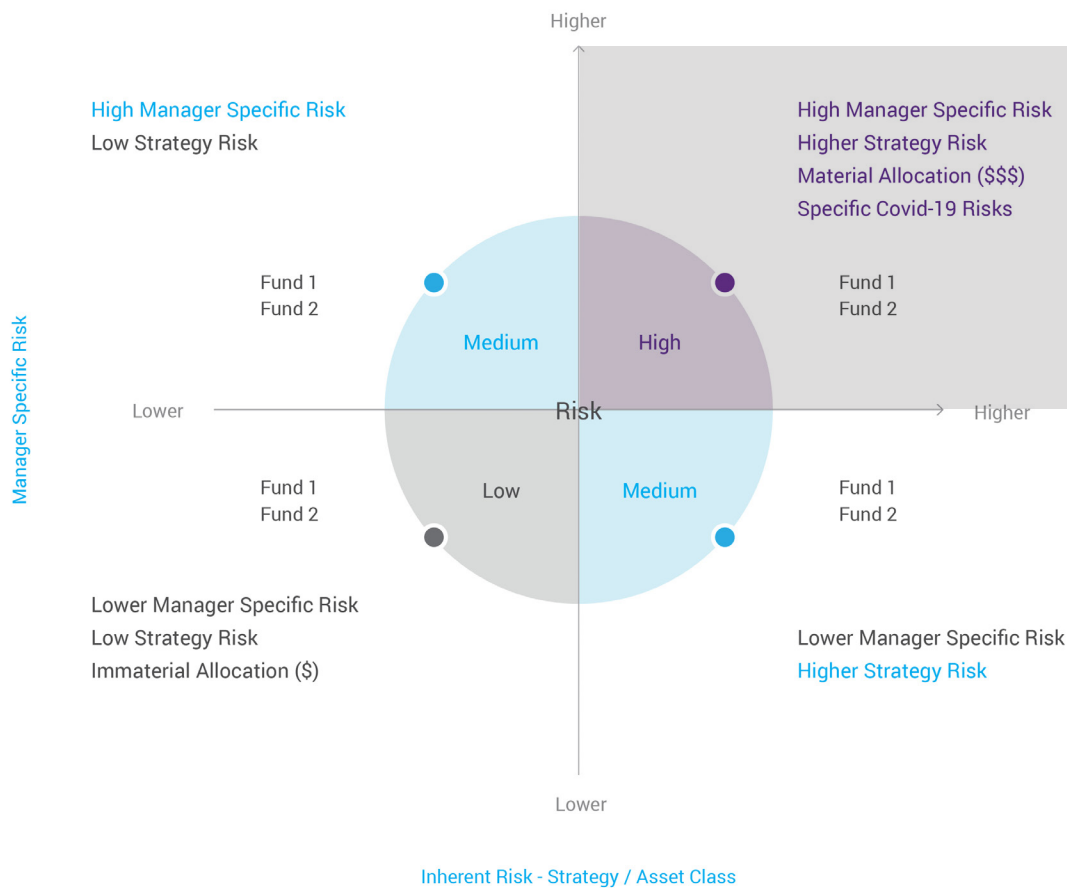 Higher
High Manager Specific Risk
Low Strategy Risk
High Manager Specific Risk
Higher Strategy Risk
Material Allocation ($$$)
Specific Covid-19 Risks
Fund 1
Fund 2
Fund 1
Fund 2
Medium
High
Manager Specific Risk
Lower
Risk
Higher
Fund 1
Fund 2
Low
Medium
Fund 1
Fund 2
Lower Manager Specific Risk
Low Strategy Risk
Immaterial Allocation ($)
Lower Manager Specific Risk
Higher Strategy Risk
Lower
Inherent Risk - Strategy / Asset Class